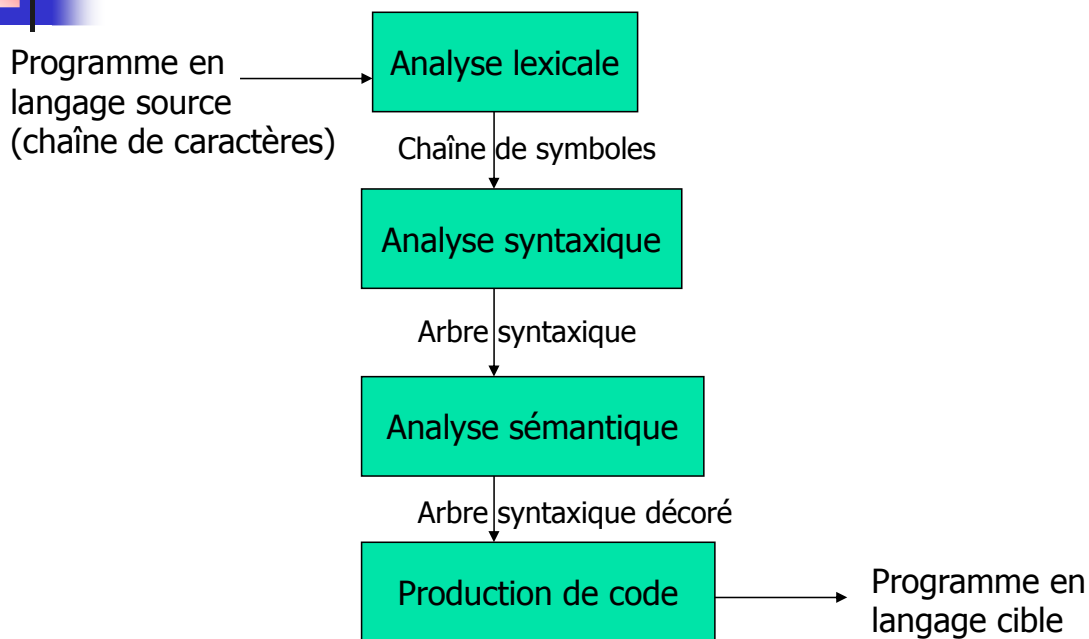 Programme en
langage source
(chaîne de caractères)
Analyse lexicale
Chaîne de symboles
Analyse syntaxique
Arbre syntaxique
Analyse sémantique
Arbre syntaxique décoré
Production de code
Programme en
langage cible